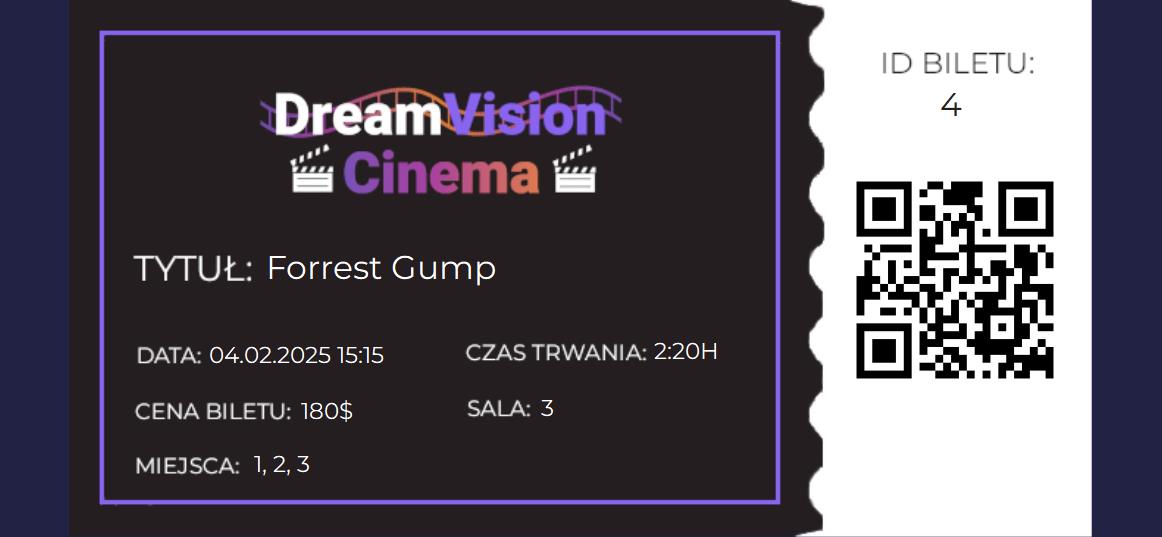 DreamVision
Cinema
TYTUŁ: Forrest Gump
DATA: 04.02.2025 15:15
CZAS TRWANIA: 2:20H
CENA BILETU: 180$
SALA: 3
MIEJSCA: 1, 2, 3
ID BILETU:
4